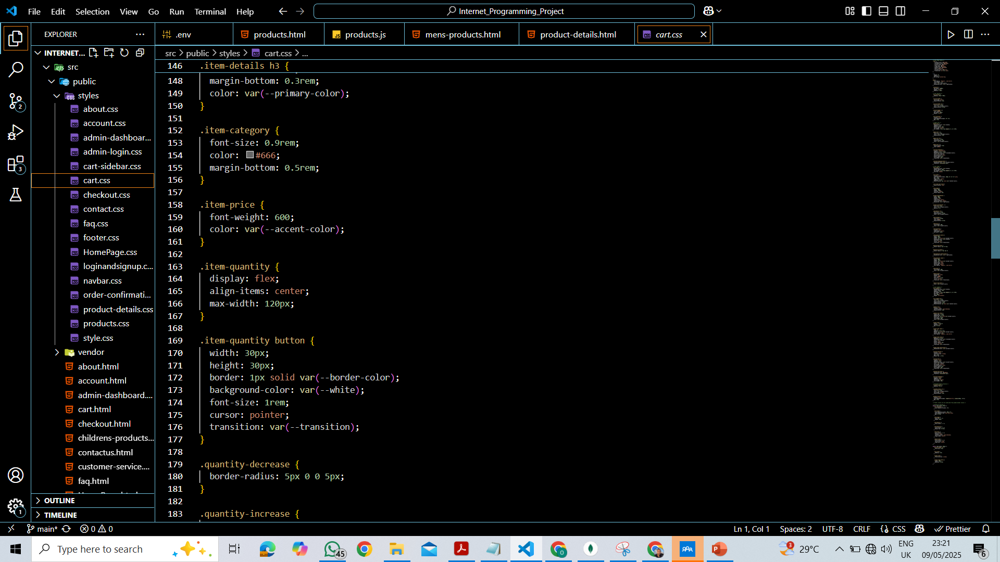 File Edit Selection View Go Run Terminal Help
Internet_Programming_Project
EXPLORER
.env
products.html
products.js
mens-products.html
product-details.html
cart.css
INTERNET...
src > public > styles > cart.css > ...
src
public
styles
about.css
account.css
admin-dashboar...
admin-login.css
cart-sidebar.css
cart.css
checkout.css
contact.css
faq.css
footer.css
HomePage.css
loginandsignup.c...
navbar.css
order-confirmati...
product-details.css
products.css
style.css
vendor
about.html
account.html
admin-dashboard....
cart.html
checkout.html
childrens-products...
contactus.html
customer-service....
faq.html
OUTLINE
TIMELINE
2
3
1
146 .item-details h3 {
148 margin-bottom: 0.3rem;
149 color: var(--primary-color);
150 }
151
152 .item-category {
153 font-size: 0.9rem;
154 color: #666;
155 margin-bottom: 0.5rem;
156 }
157
158 .item-price {
159 font-weight: 600;
160 color: var(--accent-color);
161 }
162
163 .item-quantity {
164 display: flex;
165 align-items: center;
166 max-width: 120px;
167 }
168
169 .item-quantity button {
170 width: 30px;
171 height: 30px;
172 border: 1px solid var(--border-color);
173 background-color: var(--white);
174 font-size: 1rem;
175 cursor: pointer;
176 transition: var(--transition);
177 }
178
179 .quantity-decrease {
180 border-radius: 5px 0 0 5px;
181 }
182
183 .quantity-increase {
main* 0 0
Ln 1, Col 1 Spaces: 2 UTF-8 CRLF {} CSS Prettier
Type here to search
45
3
29°C
ENG
UK
23:21
09/05/2025
6